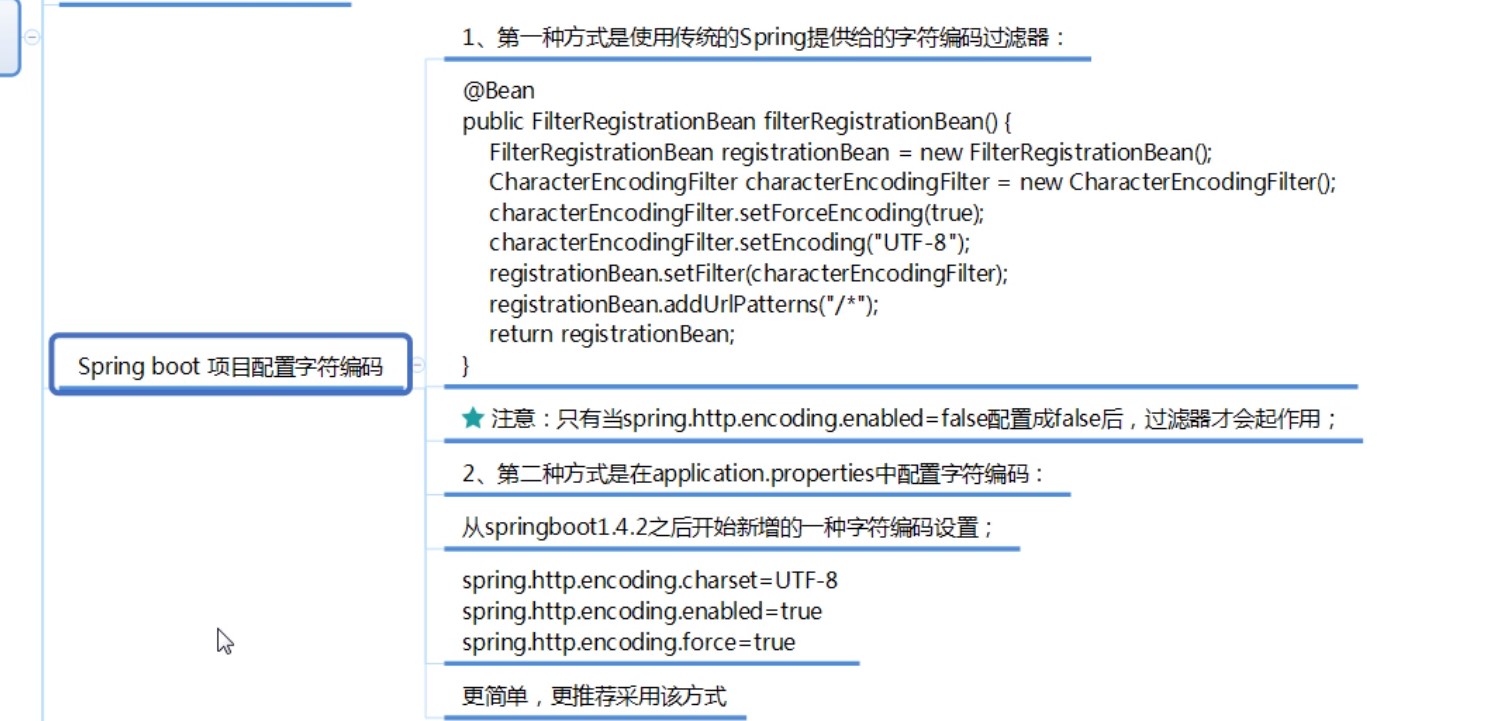 1、第一种方式是使用传统的Spring提供给的字符编码过滤器：
@Bean
public FilterRegistrationBean filterRegistrationBean() {
    FilterRegistrationBean registrationBean = new FilterRegistrationBean();
    CharacterEncodingFilter characterEncodingFilter = new CharacterEncodingFilter();
    characterEncodingFilter.setForceEncoding(true);
    characterEncodingFilter.setEncoding("UTF-8");
    registrationBean.setFilter(characterEncodingFilter);
    registrationBean.addUrlPatterns("/*");
    return registrationBean;
}
Spring boot 项目配置字符编码
注意：只有当spring.http.encoding.enabled=false配置成false后，过滤器才会起作用；
2、第二种方式是在application.properties中配置字符编码：
从springboot1.4.2之后开始新增的一种字符编码设置；
spring.http.encoding.charset=UTF-8
spring.http.encoding.enabled=true
spring.http.encoding.force=true
更简单，更推荐采用该方式